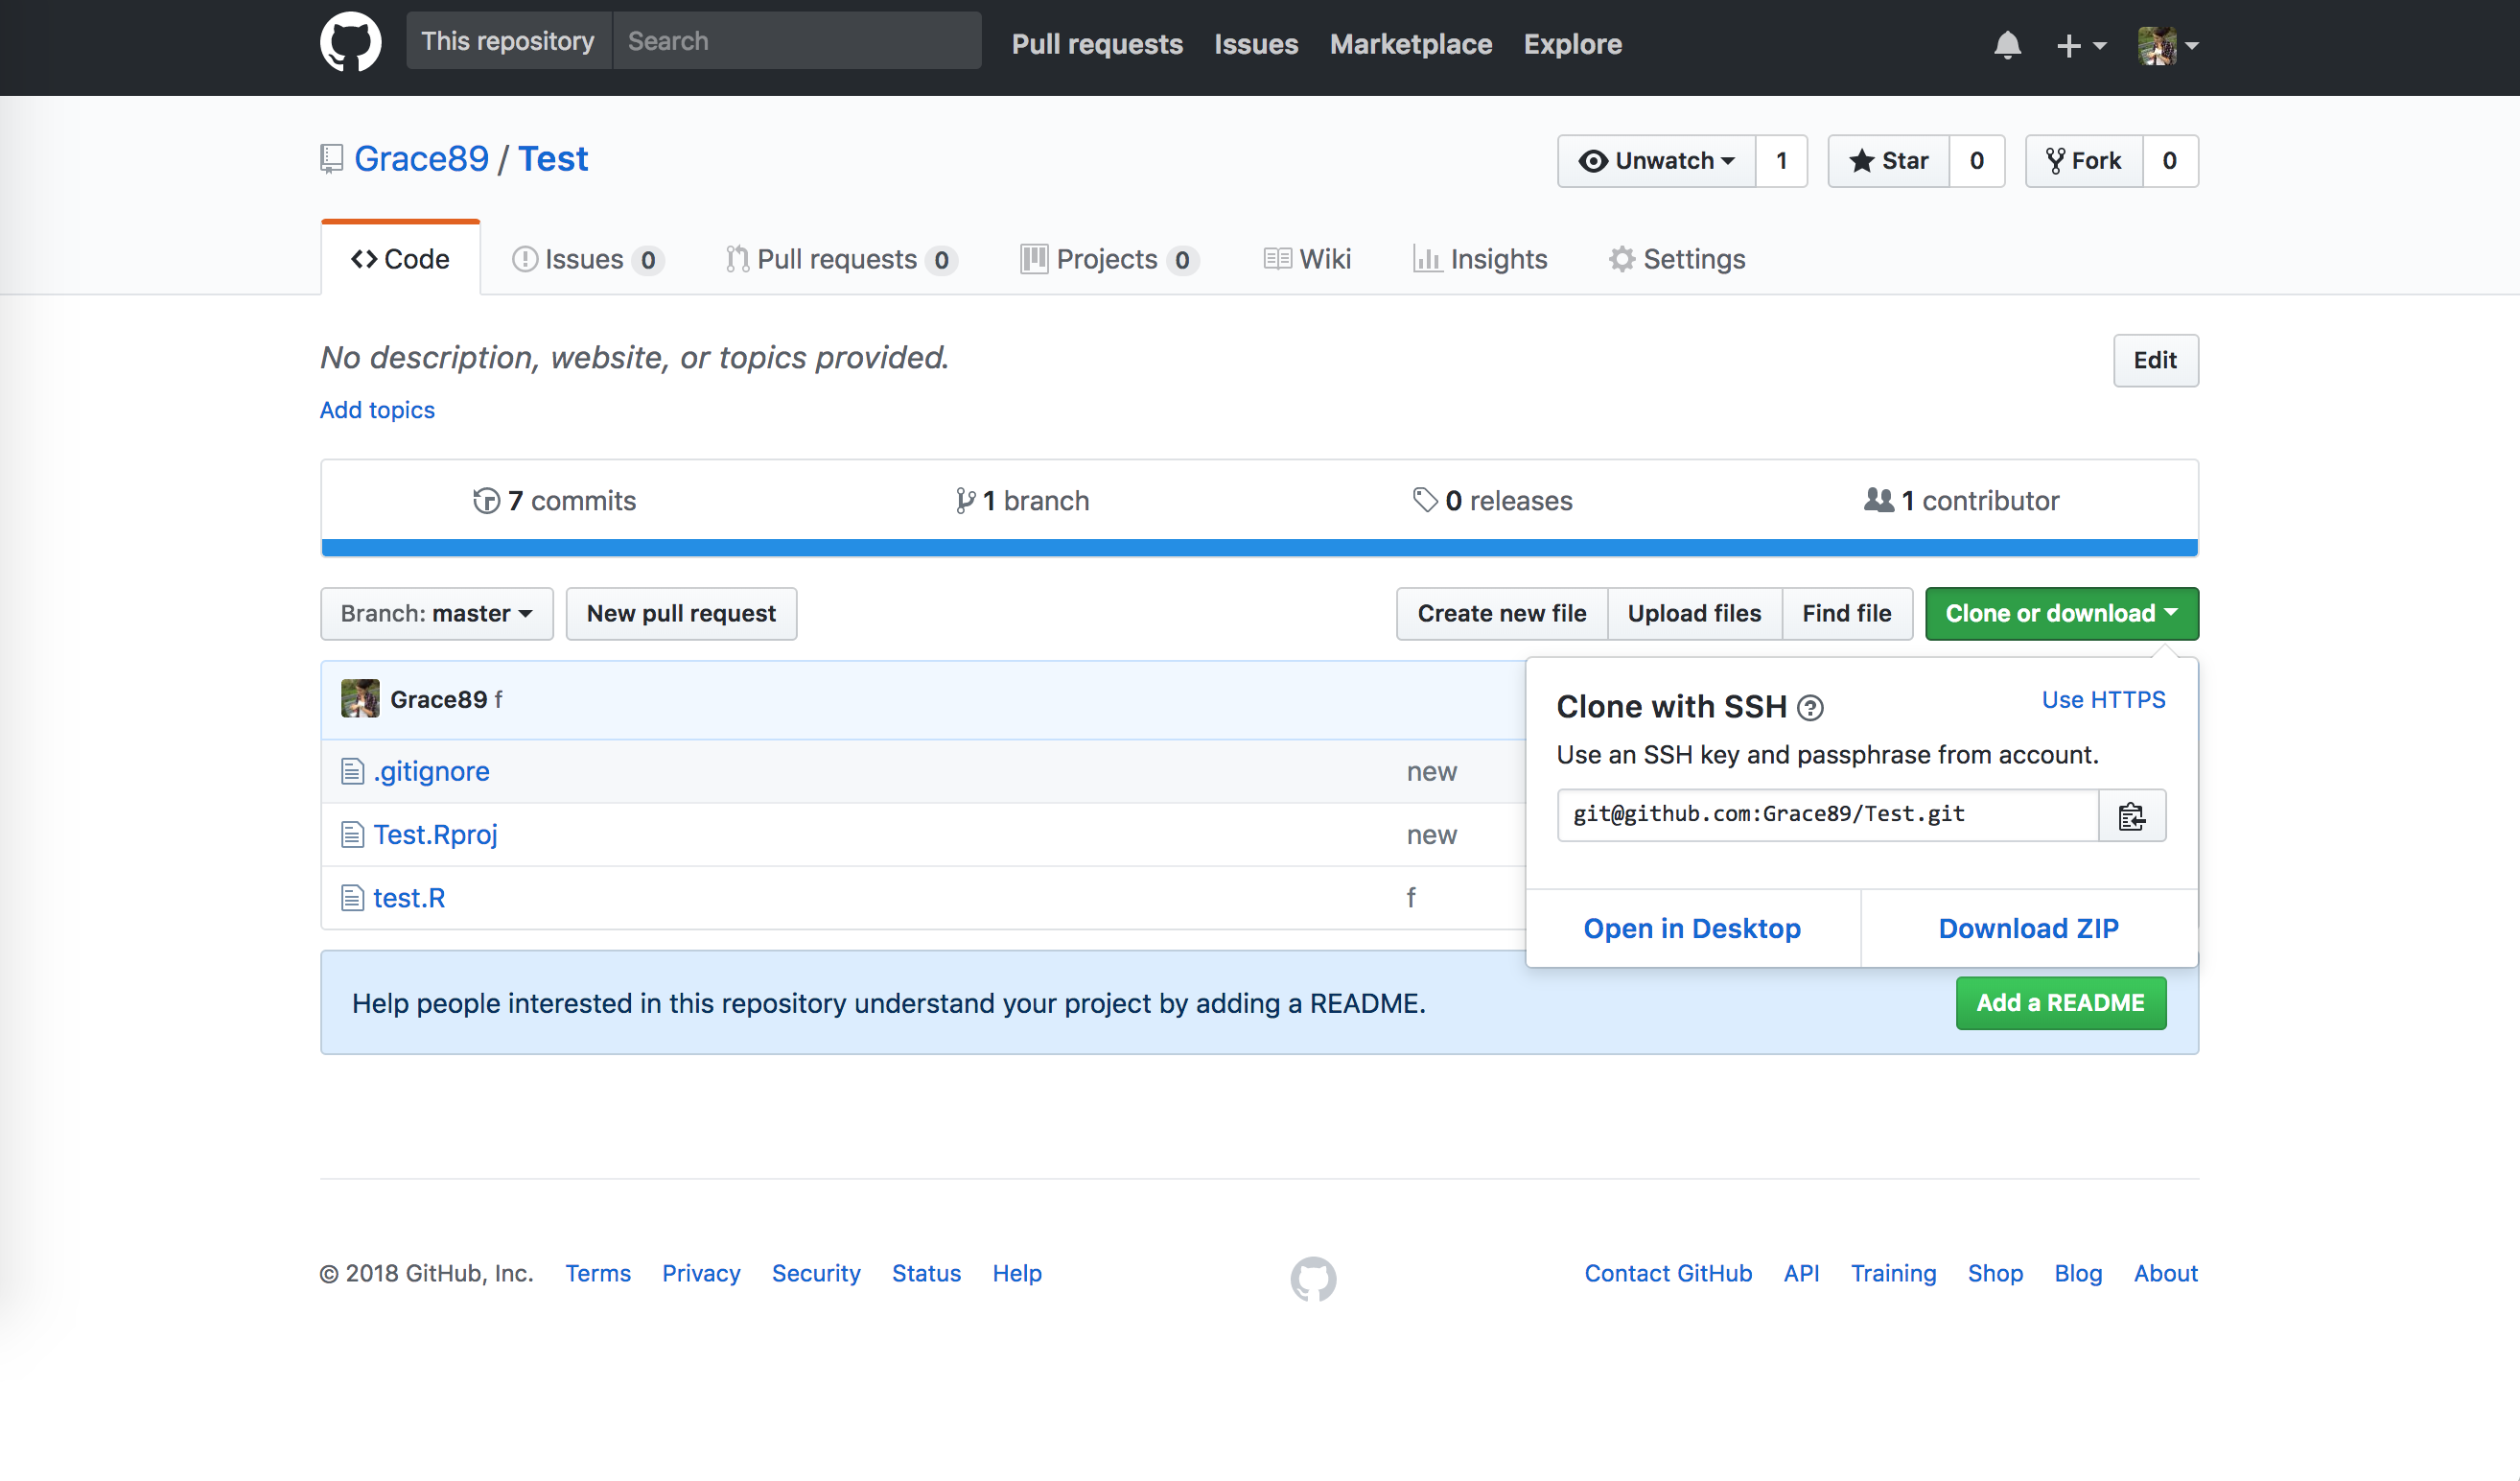 This repository Search Pull requests Issues Marketplace Explore
Grace89 / Test Unwatch 1 Star 0 Fork 0
Code Issues 0 Pull requests 0 Projects 0 Wiki Insights Settings
No description, website, or topics provided. Edit
Add topics
7 commits 1 branch 0 releases 1 contributor
Branch: master New pull request Create new file Upload files Find file Clone or download
Grace89 f
.gitignore new
Test.Rproj new
test.R f
Clone with SSH ? Use HTTPS
Use an SSH key and passphrase from account.
git@github.com:Grace89/Test.git
Open in Desktop Download ZIP
Help people interested in this repository understand your project by adding a README. Add a README
© 2018 GitHub, Inc. Terms Privacy Security Status Help Contact GitHub API Training Shop Blog About